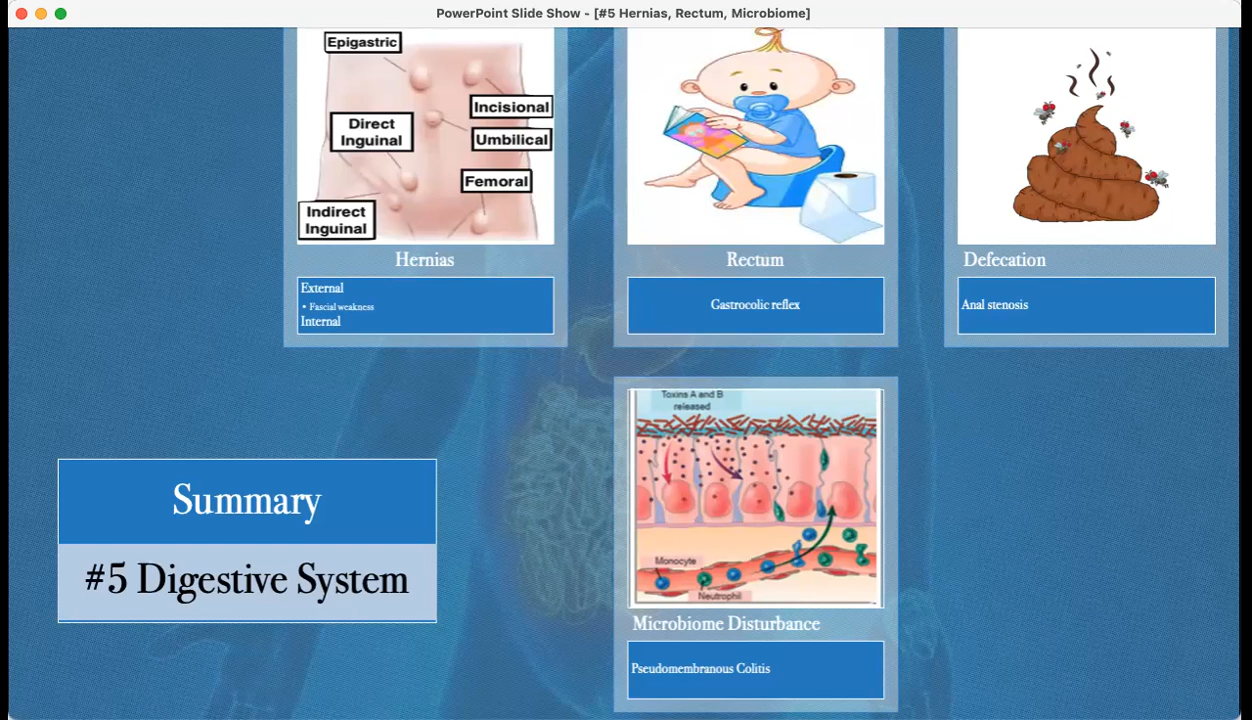 PowerPoint Slide Show - [#5 Hernias, Rectum, Microbiome]
Epigastric
Incisional
Direct
Inguinal
Umbilical
Femoral
Indirect
Inguinal
Hernias
External
• Fascial weakness
Internal
Rectum
Gastrocolic reflex
Defecation
Anal stenosis
Summary
#5 Digestive System
Toxins A and B
released
Monocyte
Neutrophil
Microbiome Disturbance
Pseudomembranous Colitis